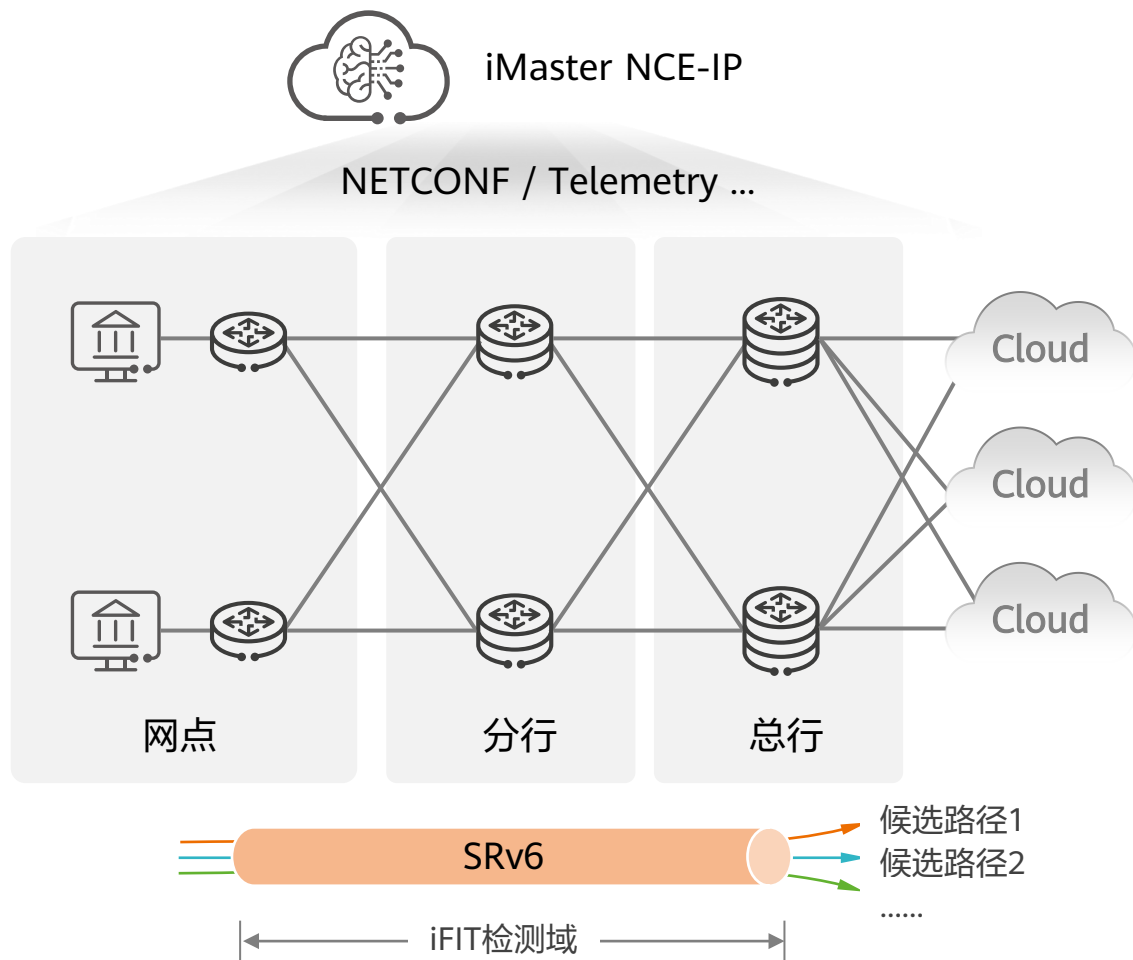 iMaster NCE-IP
NETCONF / Telemetry ...
Cloud
Cloud
Cloud
网点
分行
总行
SRv6
候选路径1
候选路径2
......
iFIT检测域